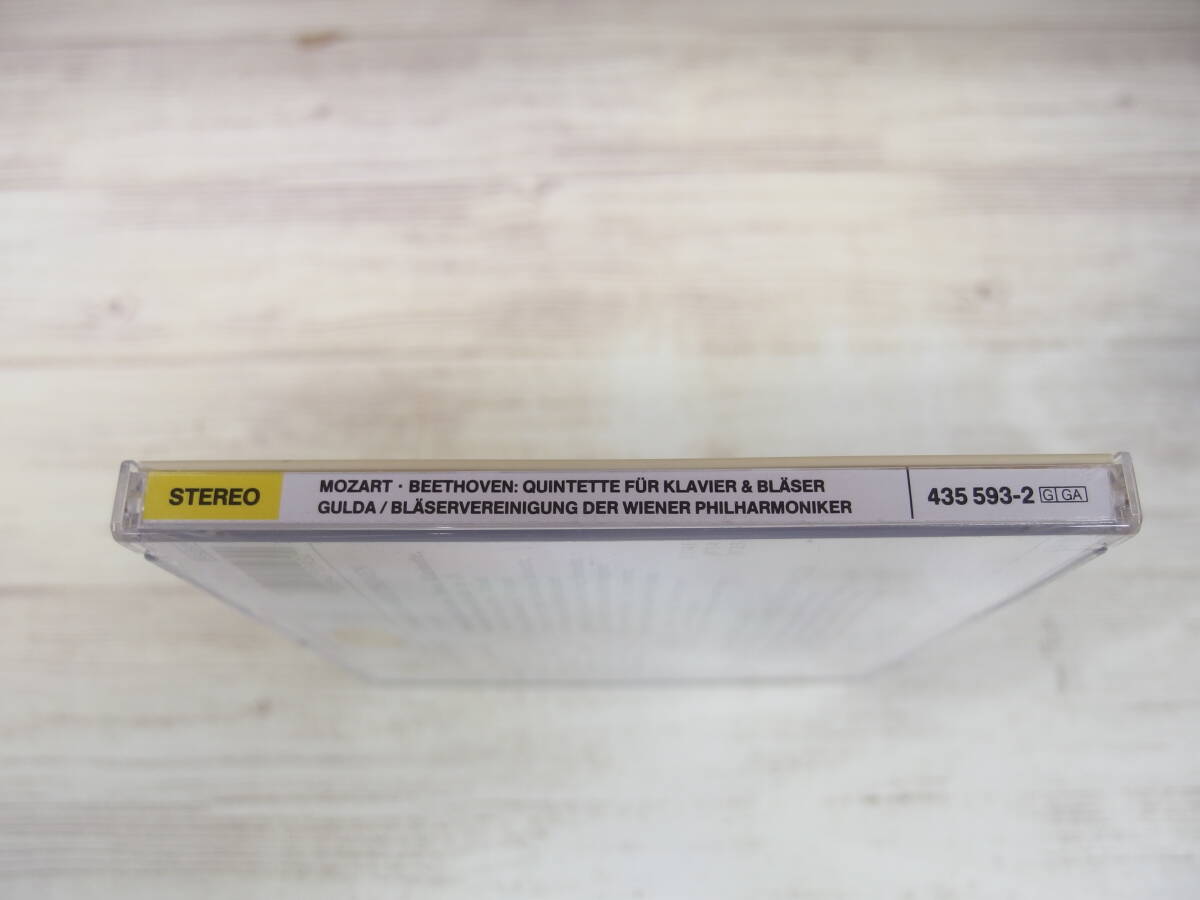 STEREO
MOZART · BEETHOVEN: QUINTETTE FÜR KLAVIER & BLÄSER
GULDA / BLÄSERVEREINIGUNG DER WIENER PHILHARMONIKER
435 593-2 G GA